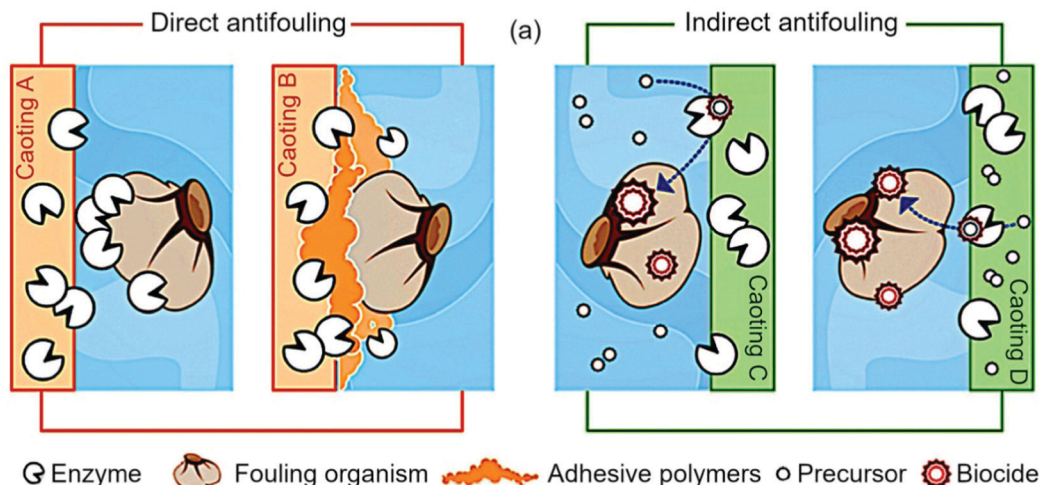 Direct antifouling
(a)
Indirect antifouling
Caoting A
Caoting B
Caoting C
Caoting D
Enzyme
Fouling organism
Adhesive polymers
Precursor
Biocide